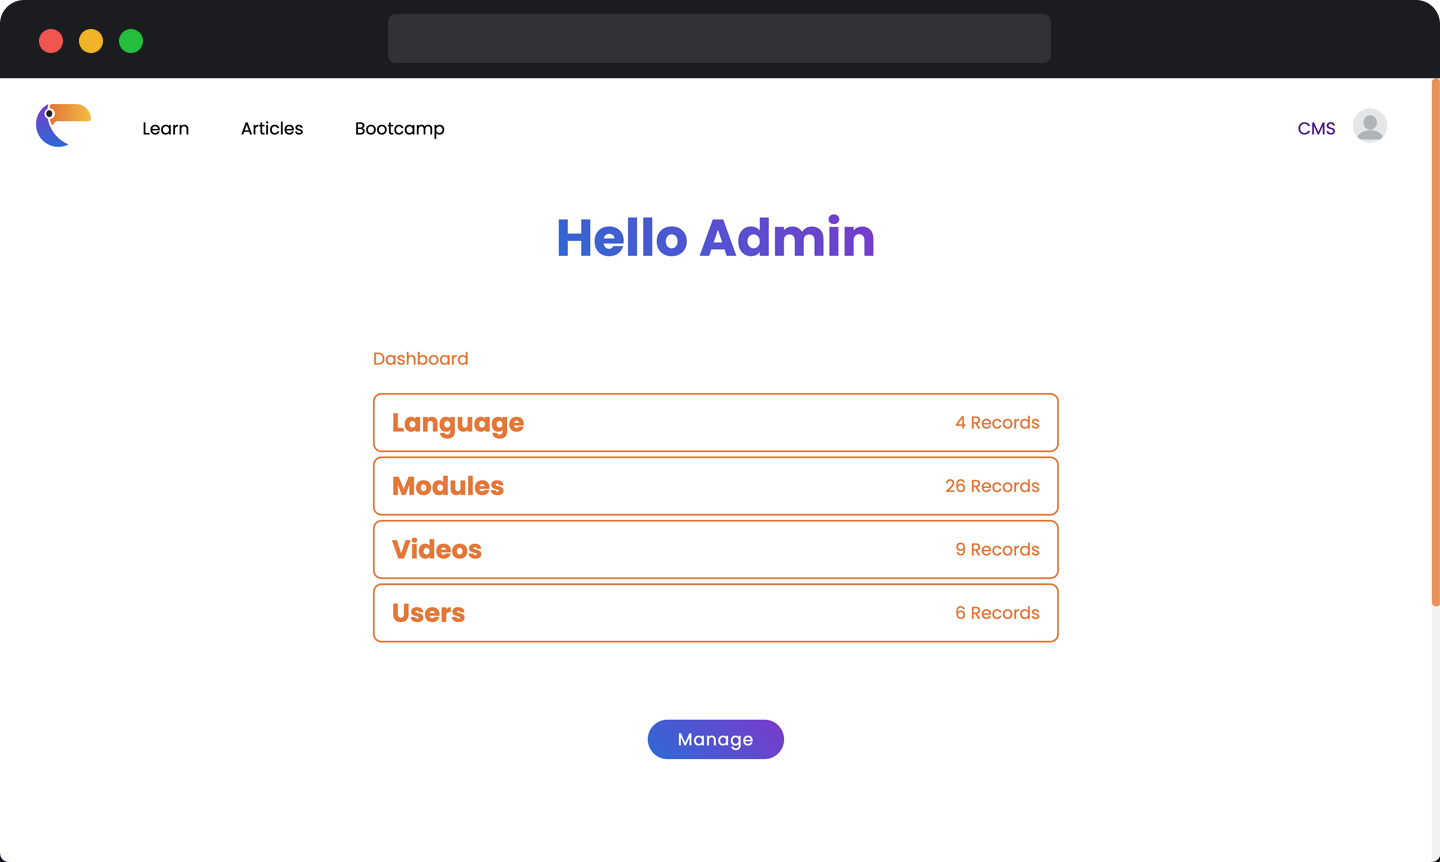 Learn Articles Bootcamp CMS
Hello Admin
Dashboard
Language 4 Records
Modules 26 Records
Videos 9 Records
Users 6 Records
Manage